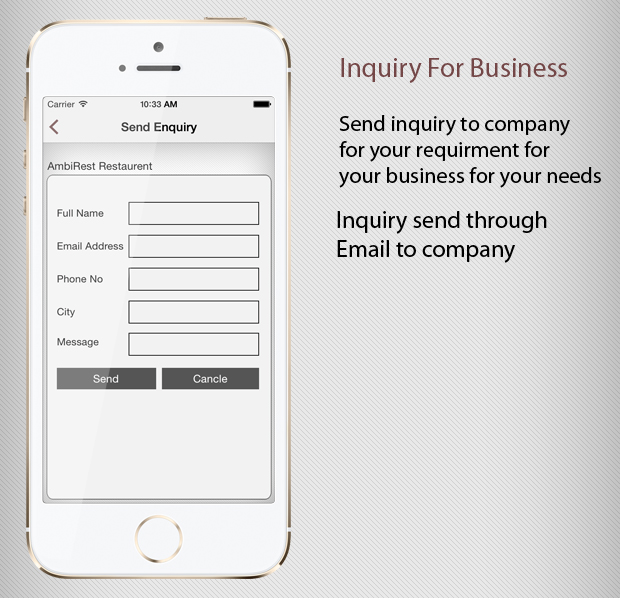 Carrier 10:33 AM
Send Enquiry
AmbiRest Restaurent
Full Name
Email Address
Phone No
City
Message
Send Cancle
Inquiry For Business
Send inquiry to company
for your requirment for
your business for your needs
Inquiry send through
Email to company